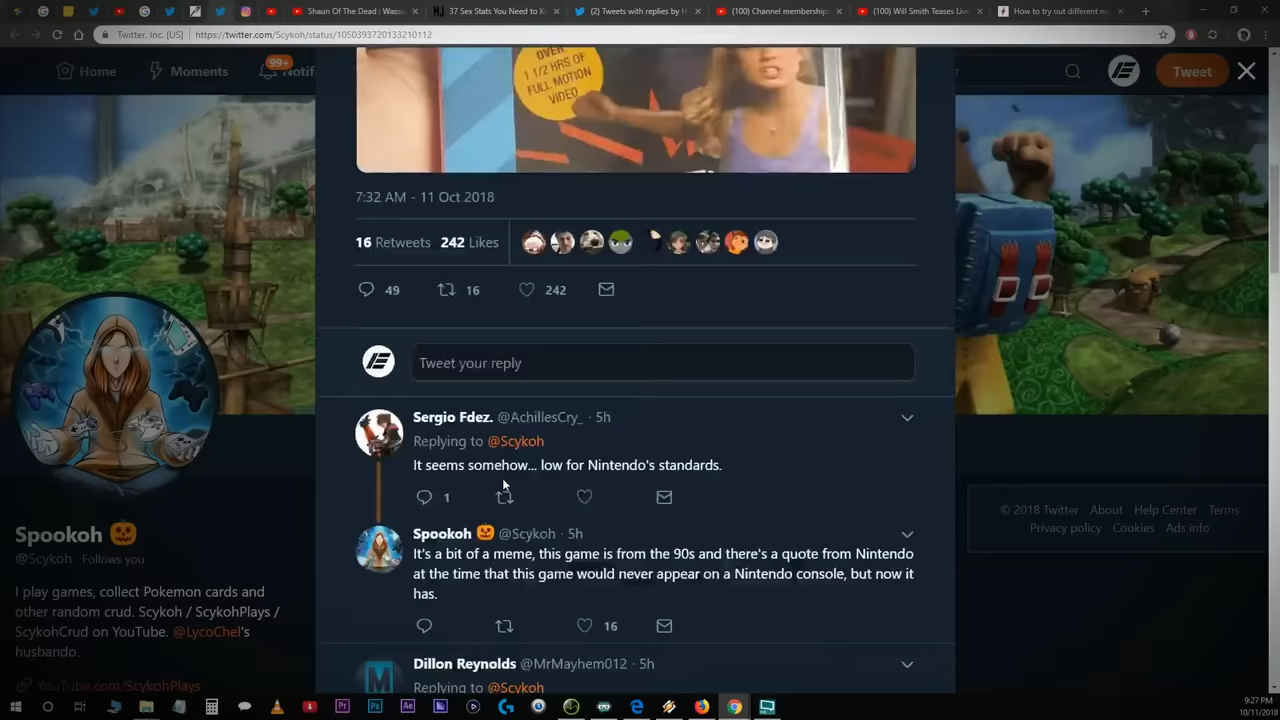 Shaun Of The Dead : Wassu
37 Sex Stats You Need to K
(2) Tweets with replies by
(100) Channel membership
(100) Will Smith Teases Live
How to try out different no
Twitter, Inc. [US] https://twitter.com/Scykoh/status/1050393720133210112
99+
Home Moments Notif
Tweet
OVER
1 1/2 HRS OF
FULL MOTION
VIDEO
7:32 AM - 11 Oct 2018
16 Retweets 242 Likes
49 16 242
Tweet your reply
Sergio Fdez. @AchillesCry_ · 5h
Replying to @Scykoh
It seems somehow... low for Nintendo's standards.
1
Spookoh @Scykoh · 5h
It's a bit of a meme, this game is from the 90s and there's a quote from Nintendo
at the time that this game would never appear on a Nintendo console, but now it
has.
16
Dillon Reynolds @MrMayhem012 · 5h
Replying to @Scykoh
Spookoh
@Scykoh Follows you
I play games, collect Pokemon cards and
other random crud. Scykoh / ScykohPlays /
ScykohCrud on YouTube. @LycoChel's
husbando.
YouTube.com/ScykohPlays
© 2018 Twitter About Help Center Terms
Privacy policy Cookies Ads info
9:27 PM
10/11/2018